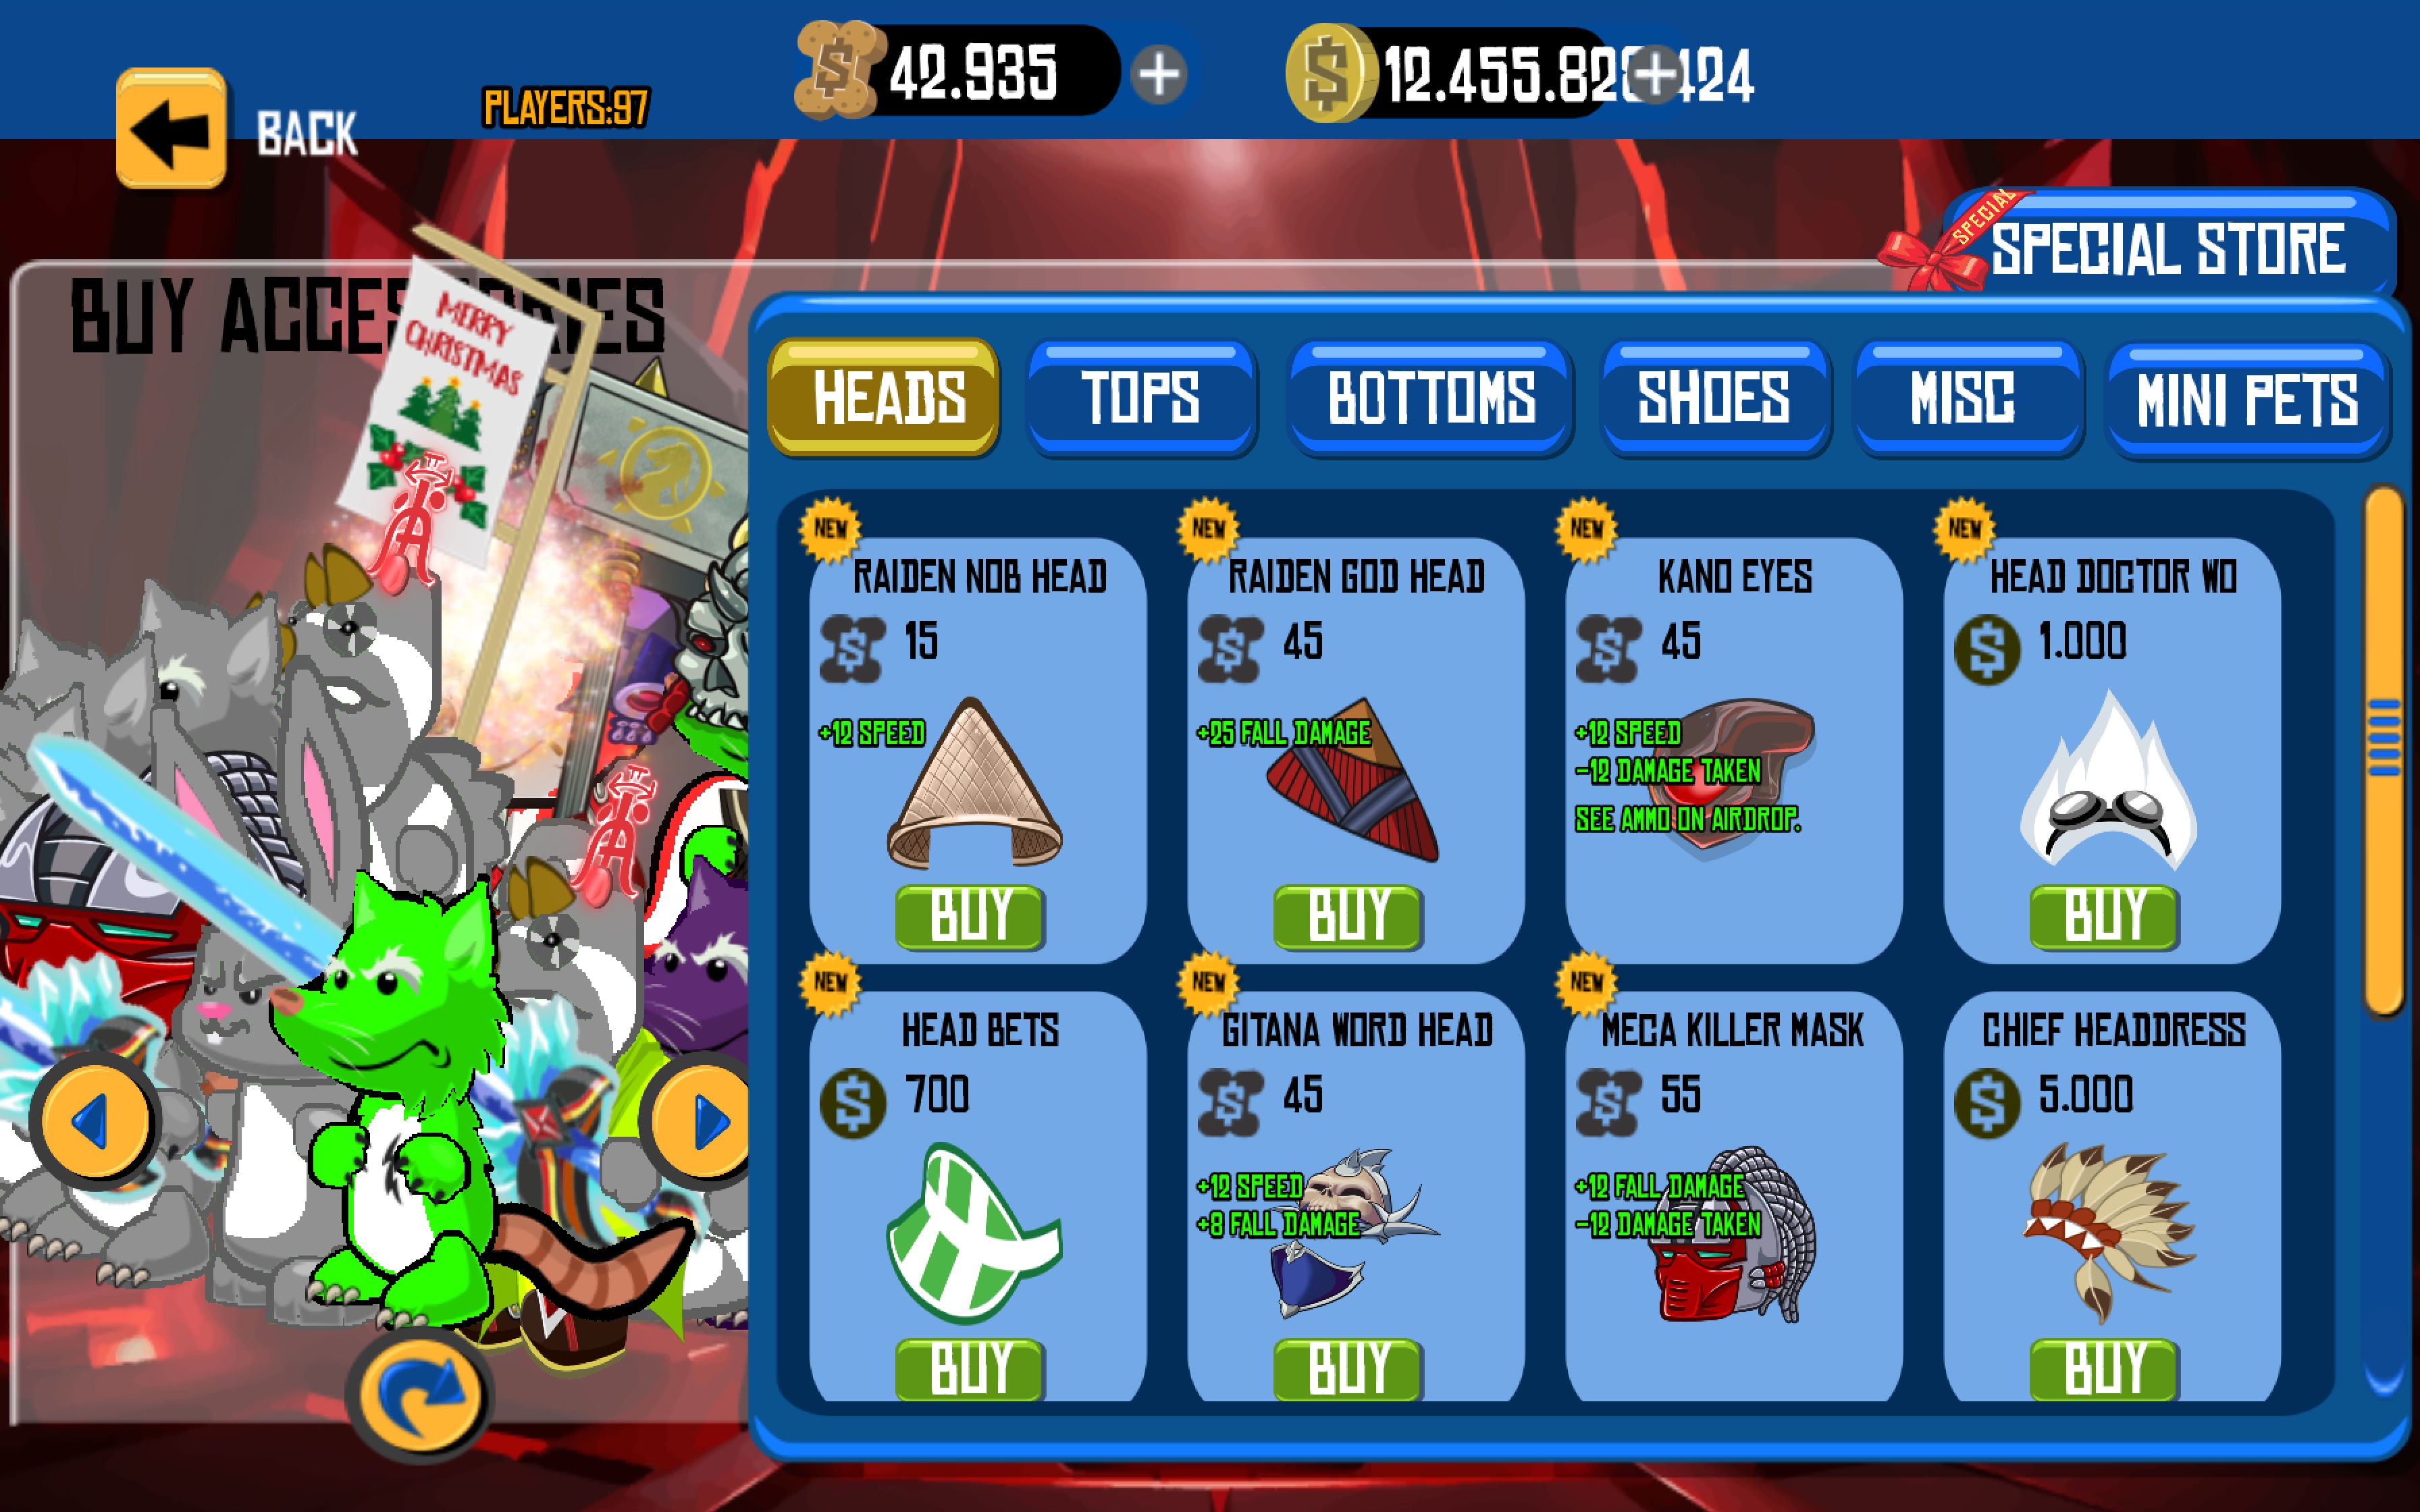 BACK
PLAYERS:97
42.935
SPECIAL
SPECIAL STORE
BUY
MERRY
CHRISTMAS
HEADS
TOPS
BOTTOMS
SHOES
MISC
MINI PETS
NEW
RAIDEN NOB HEAD
15
+12 SPEED
BUY
NEW
RAIDEN GOD HEAD
45
+25 FALL DAMAGE
BUY
NEW
KANO EYES
45
+12 SPEED
-12 DAMAGE TAKEN
SEE AMMO ON AIRDROP.
NEW
HEAD DOCTOR WO
1.000
BUY
NEW
HEAD BETS
700
BUY
NEW
GITANA WORD HEAD
45
+12 SPEED
+8 FALL DAMAGE
BUY
NEW
MECA KILLER MASK
55
+12 FALL DAMAGE
-12 DAMAGE TAKEN
CHIEF HEADDRESS
5.000
BUY